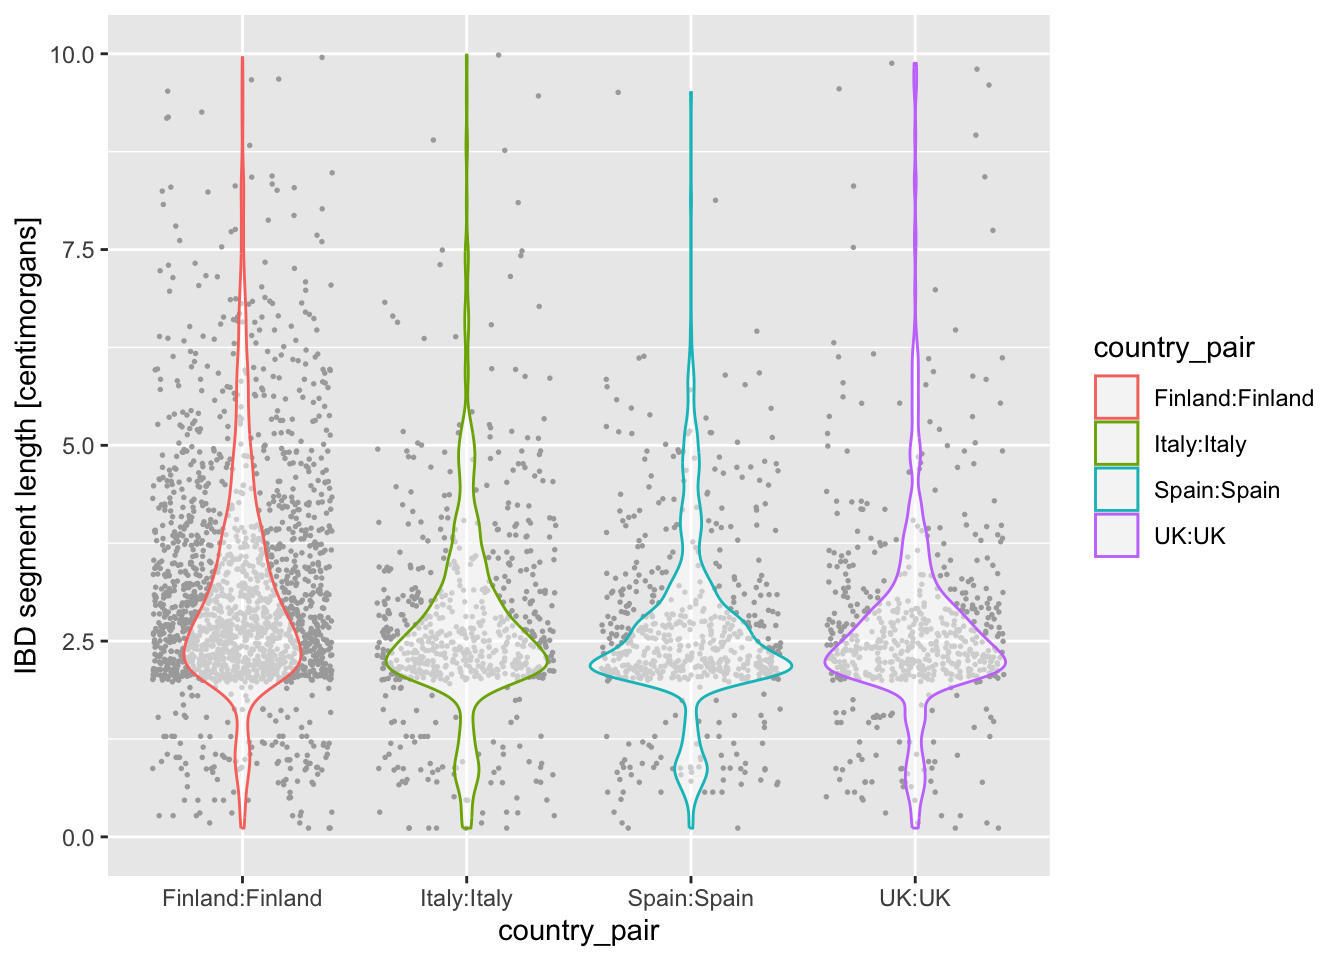 IBD segment length [centimorgans]
10.0
7.5
5.0
2.5
0.0
Finland:Finland
Italy:Italy
Spain:Spain
UK:UK
country_pair
country_pair
Finland:Finland
Italy:Italy
Spain:Spain
UK:UK